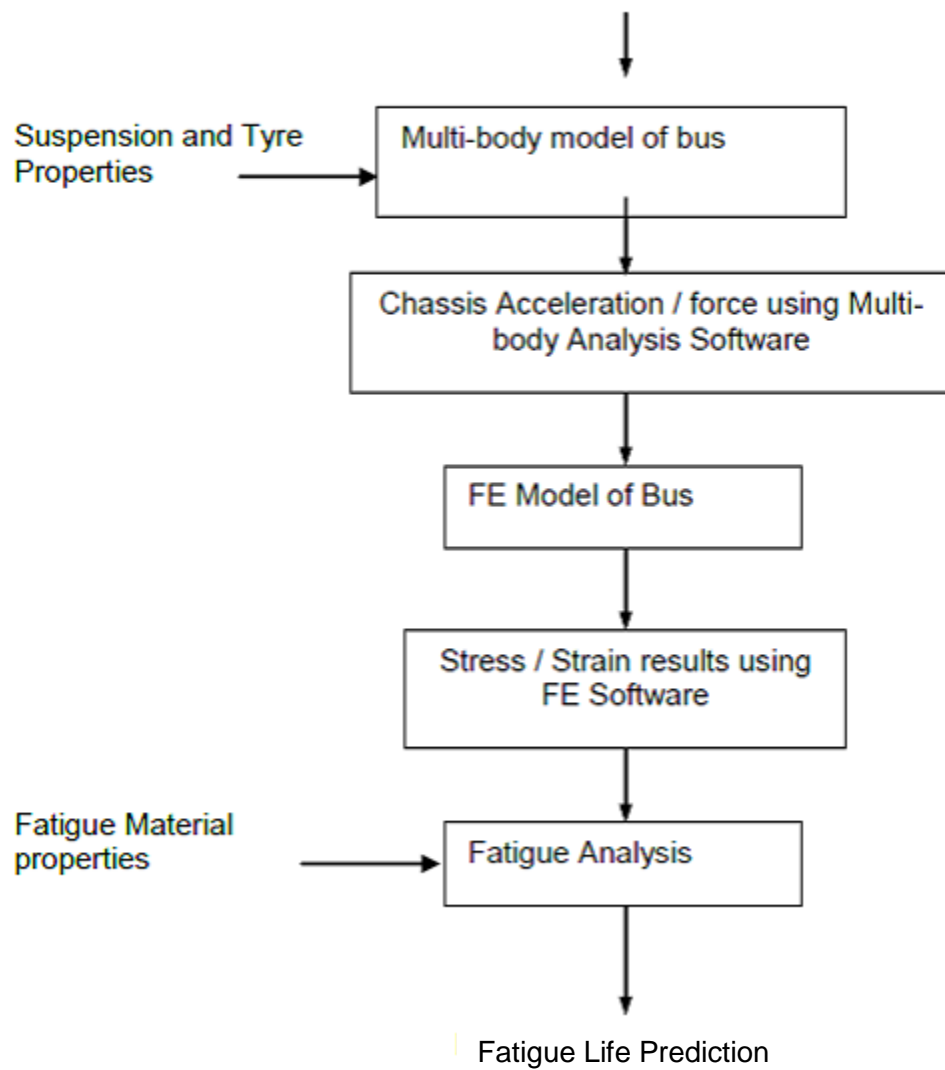 Suspension and Tyre
Properties
Multi-body model of bus
Chassis Acceleration / force using Multi-
body Analysis Software
FE Model of Bus
Stress / Strain results using
FE Software
Fatigue Material
properties
Fatigue Analysis
Fatigue Life Prediction